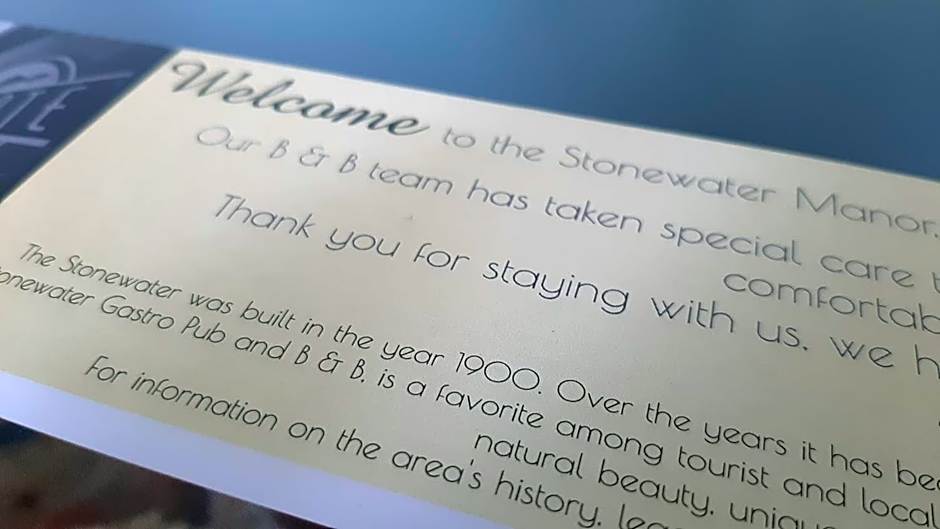 Welcome to the Stonewater Manor.
Our B & B team has taken special care
comfortab
Thank you for staying with us. we h
The Stonewater was built in the year 1900. Over the years it has bee
onewater Gastro Pub and B & B. is a favorite among tourist and local
natural beauty, uniqu
For information on the area's history,